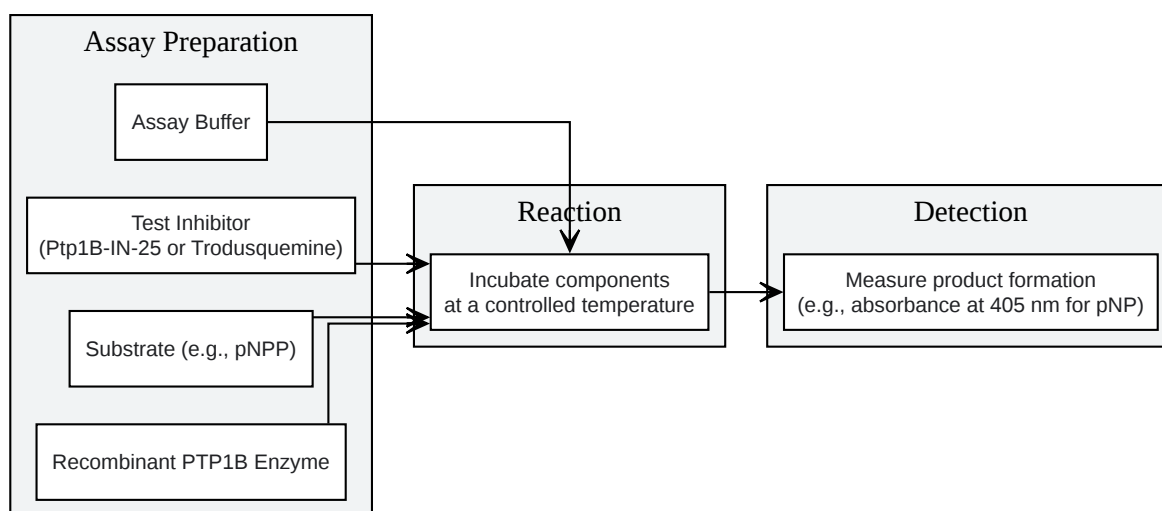 Assay Preparation
Assay Buffer
Test Inhibitor
(Ptp1B-IN-25 or Trodusquemine)
Substrate (e.g., pNPP)
Recombinant PTP1B Enzyme
Reaction
Incubate components
at a controlled temperature
Detection
Measure product formation
(e.g., absorbance at 405 nm for pNP)